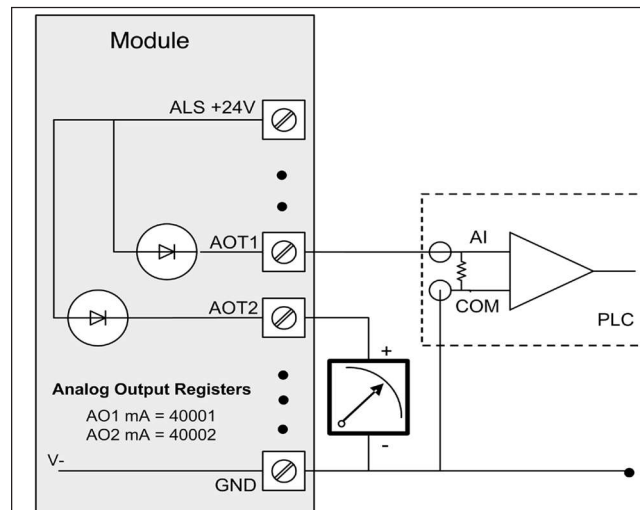 Module
ALS +24V
AOT1
AI
COM
PLC
AOT2
+
-
Analog Output Registers
AO1 mA = 40001
AO2 mA = 40002
V-
GND